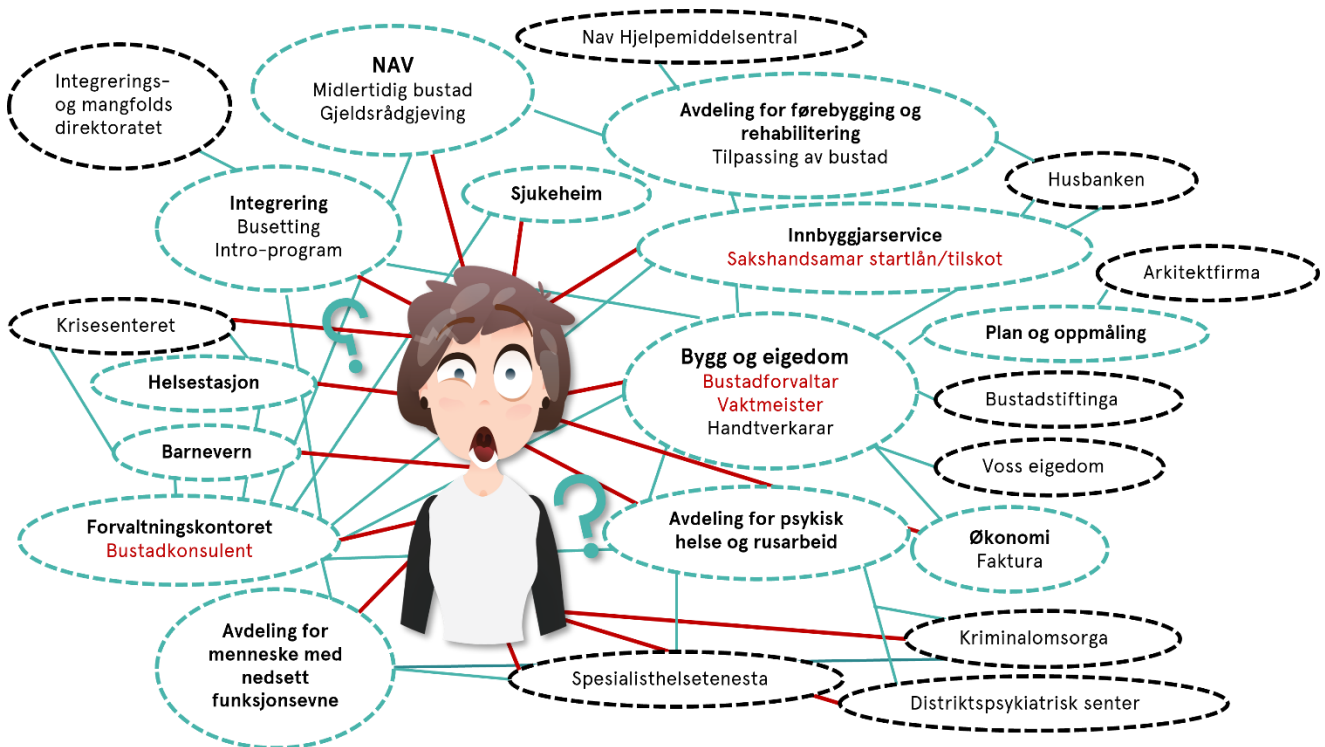 Nav Hjelpemiddelsentral
NAV
Midlertidig bustad
Gjeldsrådgjeving
Integrerings-
og mangfolds
direktoratet
Avdeling for førebygging og
rehabilitering
Tilpassing av bustad
Husbanken
Sjukeheim
Integrering
Busetting
Intro-program
Innbyggjarservice
Sakshandsamar startlån/tilskot
Arkitektfirma
Krisesenteret
Plan og oppmåling
Bygg og eigedom
Bustadforvaltar
Vaktmeister
Handtverkarar
Helsestasjon
Bustadstiftinga
Barnevern
Voss eigedom
Forvaltningskontoret
Bustadkonsulent
Avdeling for psykisk
helse og rusarbeid
Økonomi
Faktura
?
?
Avdeling for
menneske med
nedsett
funksjonsevne
Kriminalomsorga
Spesialisthelsetenesta
Distriktspsykiatrisk senter